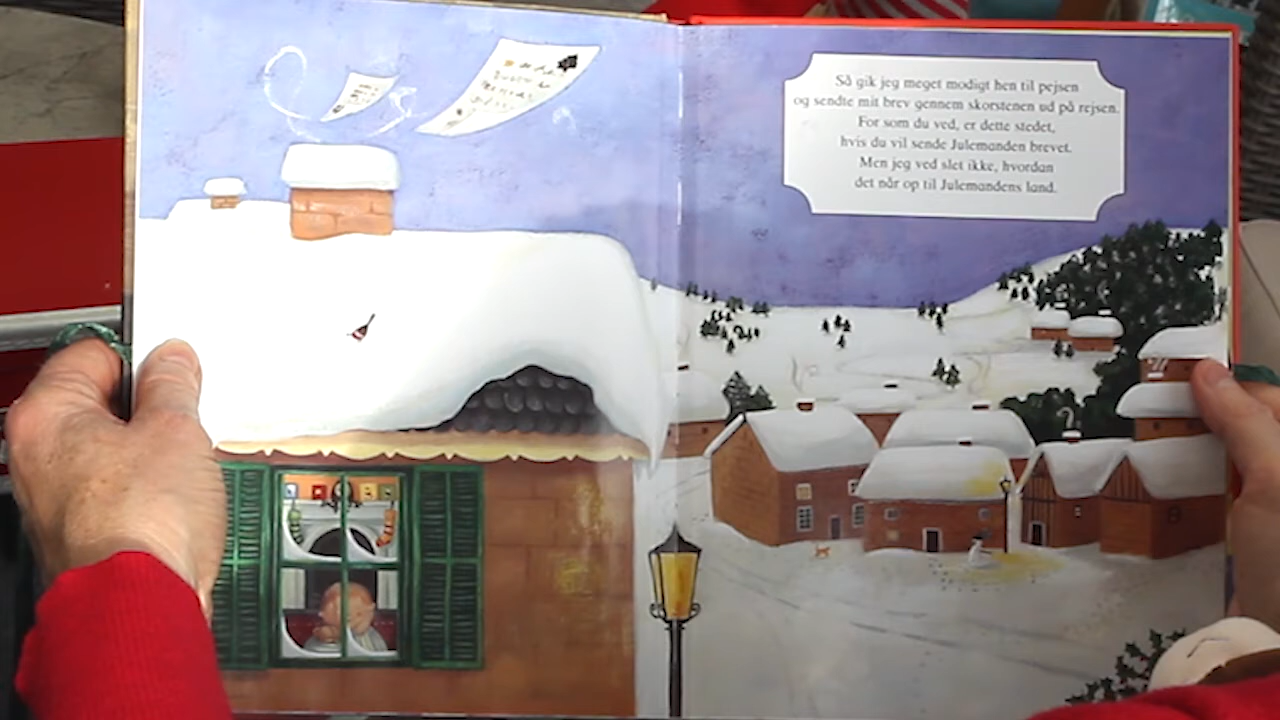 Så gik jeg meget modigt hen til pejsen
og sendte mit brev gennem skorstenen ud på rejsen.
For som du ved, er dette stedet,
hvis du vil sende Julemanden brevet.
Men jeg ved slet ikke, hvordan
det når op til Julemandens land.